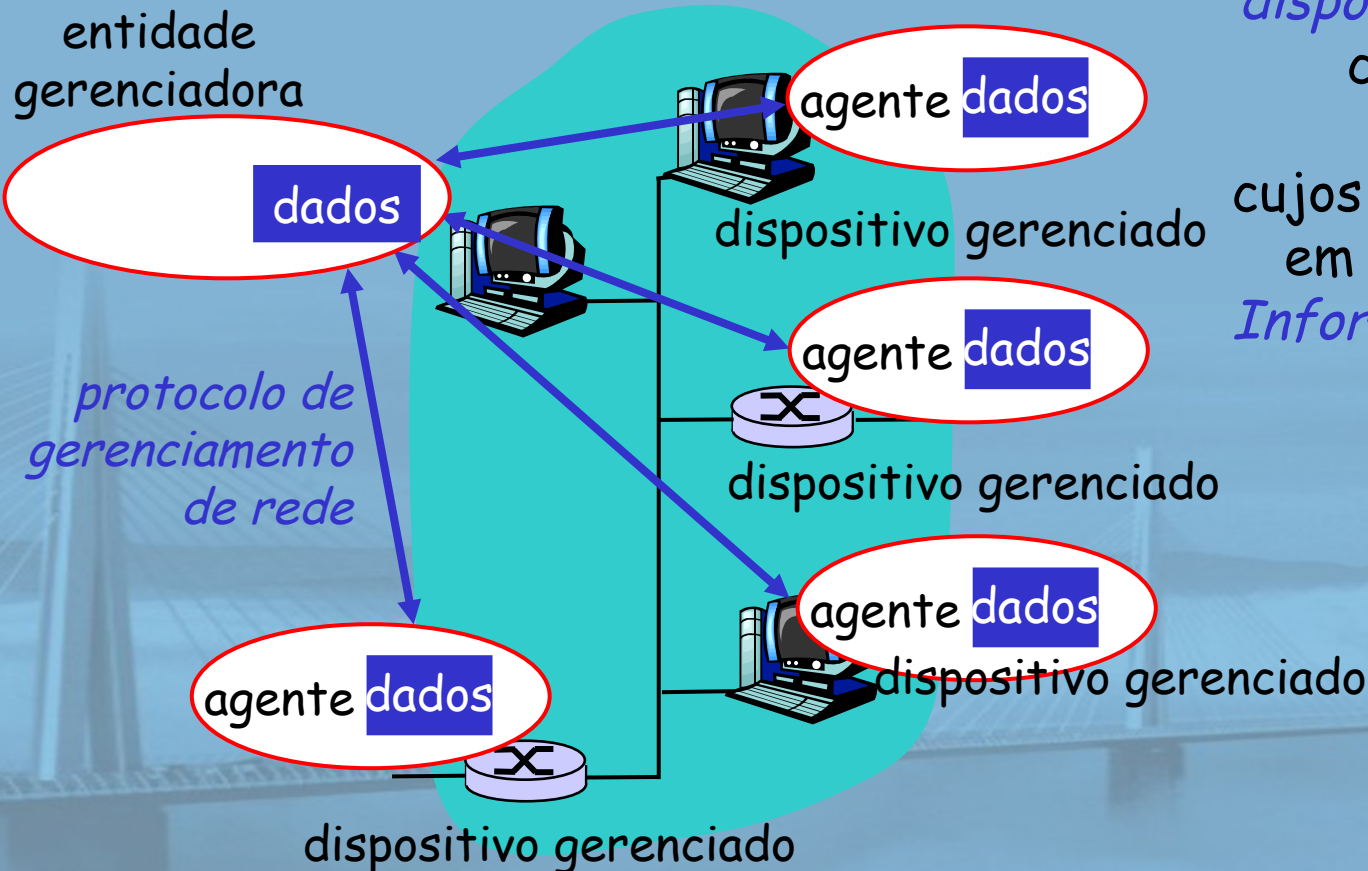 entidade
gerenciadora
dados
agente dados
dispositivo gerenciado
agente dados
dispositivo gerenciado
protocolo de
gerenciamento
de rede
agente dados
dispositivo gerenciado
agente dados
dispositivo gerenciado
cujos
em